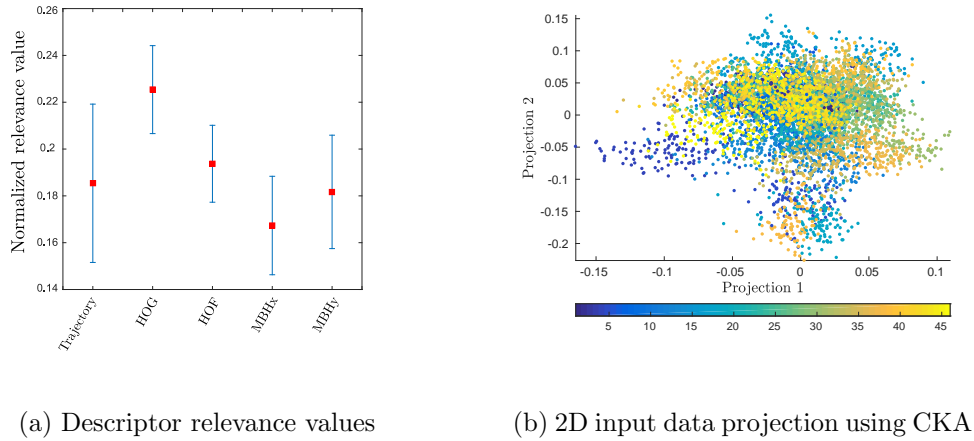 0.26
0.24
0.22
0.2
0.18
0.16
0.14
Normalized relevance value
Trajectory
HOG
HOF
MBHx
MBHy
(a) Descriptor relevance values
0.15
0.1
0.05
0
-0.05
-0.1
-0.15
-0.2
Projection 2
-0.15 -0.1 -0.05 0 0.05 0.1
Projection 1
5 10 15 20 25 30 35 40 45
(b) 2D input data projection using CKA